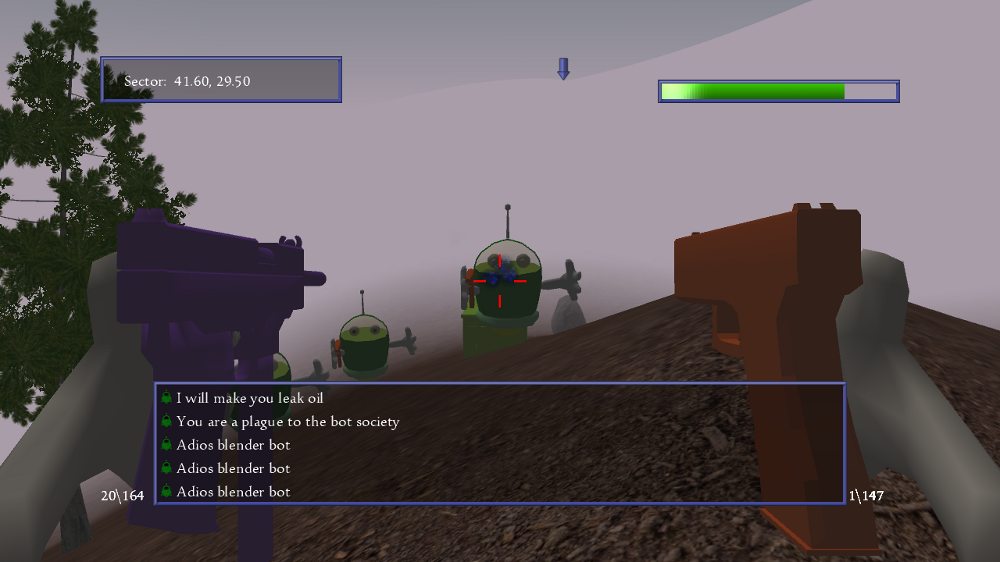 Sector: 41.60, 29.50
I will make you leak oil
You are a plague to the bot society
Adios blender bot
Adios blender bot
Adios blender bot
20\164
1\147